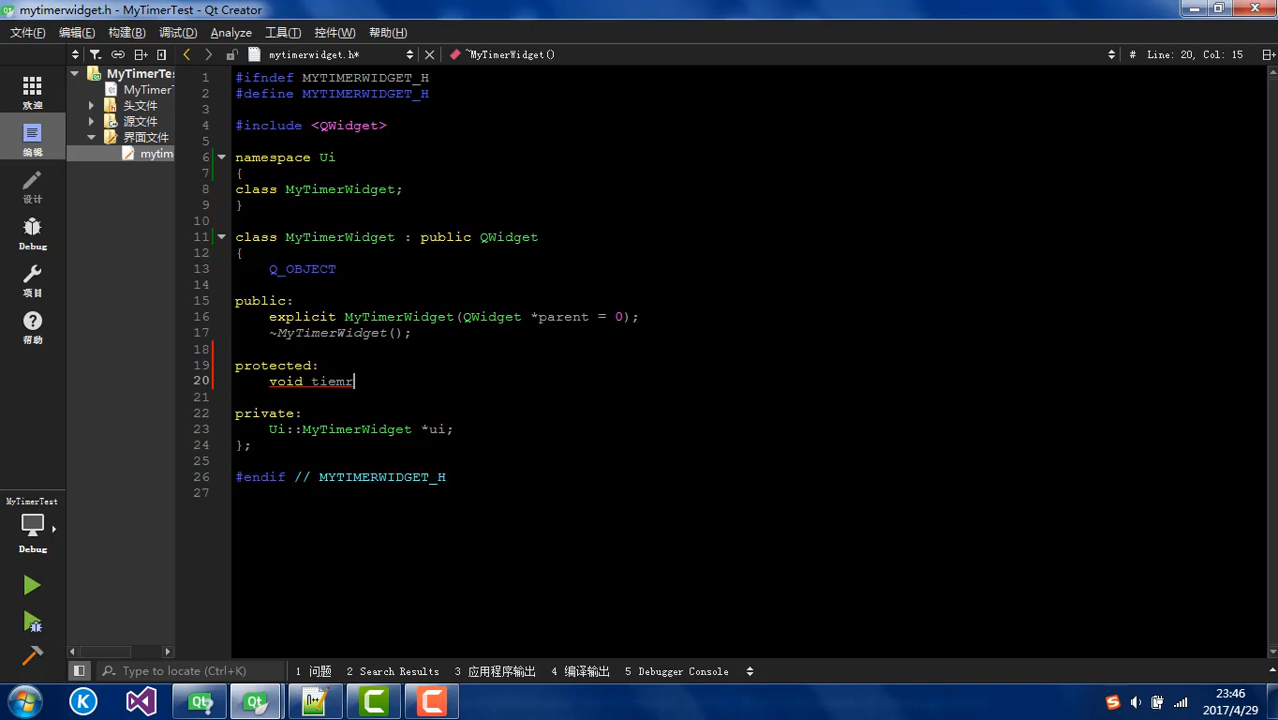 mytimerwidget.h - MyTimerTest - Qt Creator
文件(F) 编辑(E) 构建(B) 调试(D) Analyze 工具(T) 控件(W) 帮助(H)
mytimerwidget.h* ~MyTimerWidget() # Line: 20, Col: 15
欢迎
编辑
设计
Debug
项目
帮助
MyTimerTest
Debug
MyTimerTes
MyTimerT
头文件
源文件
界面文件
mytim
1 #ifndef MYTIMERWIDGET_H
2 #define MYTIMERWIDGET_H
3
4 #include <QWidget>
5
6 namespace Ui
7 {
8 class MyTimerWidget;
9 }
10
11 class MyTimerWidget : public QWidget
12 {
13 Q_OBJECT
14
15 public:
16 explicit MyTimerWidget(QWidget *parent = 0);
17 ~MyTimerWidget();
18
19 protected:
20 void tiemr
21
22 private:
23 Ui::MyTimerWidget *ui;
24 };
25
26 #endif // MYTIMERWIDGET_H
27
Type to locate (Ctrl+K) 1 问题 2 Search Results 3 应用程序输出 4 编译输出 5 Debugger Console
23:46
2017/4/29